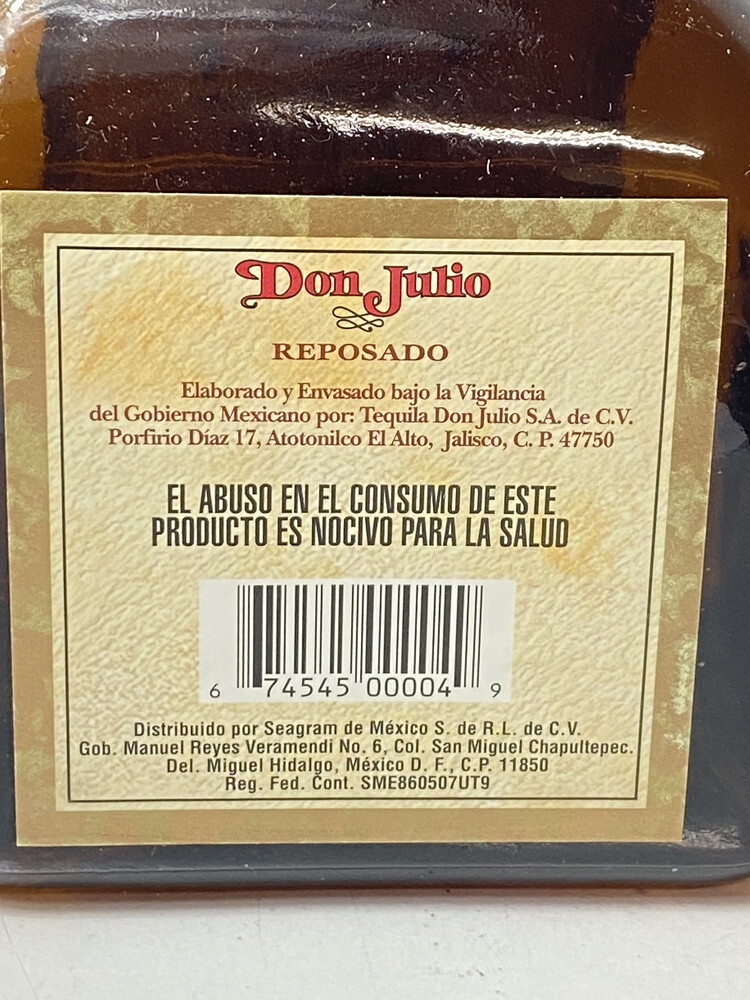 Don Julio
REPOSADO
Elaborado y Envasado bajo la Vigilancia
del Gobierno Mexicano por: Tequila Don Julio S.A. de C.V.
Porfirio Díaz 17, Atotonilco El Alto, Jalisco, C. P. 47750
EL ABUSO EN EL CONSUMO DE ESTE
PRODUCTO ES NOCIVO PARA LA SALUD
6 74545 00004 9
Distribuido por Seagram de México S. de R.L. de C.V.
Gob. Manuel Reyes Veramendi No. 6, Col. San Miguel Chapultepec.
Del. Miguel Hidalgo, México D. F., C.P. 11850
Reg. Fed. Cont. SME860507UT9